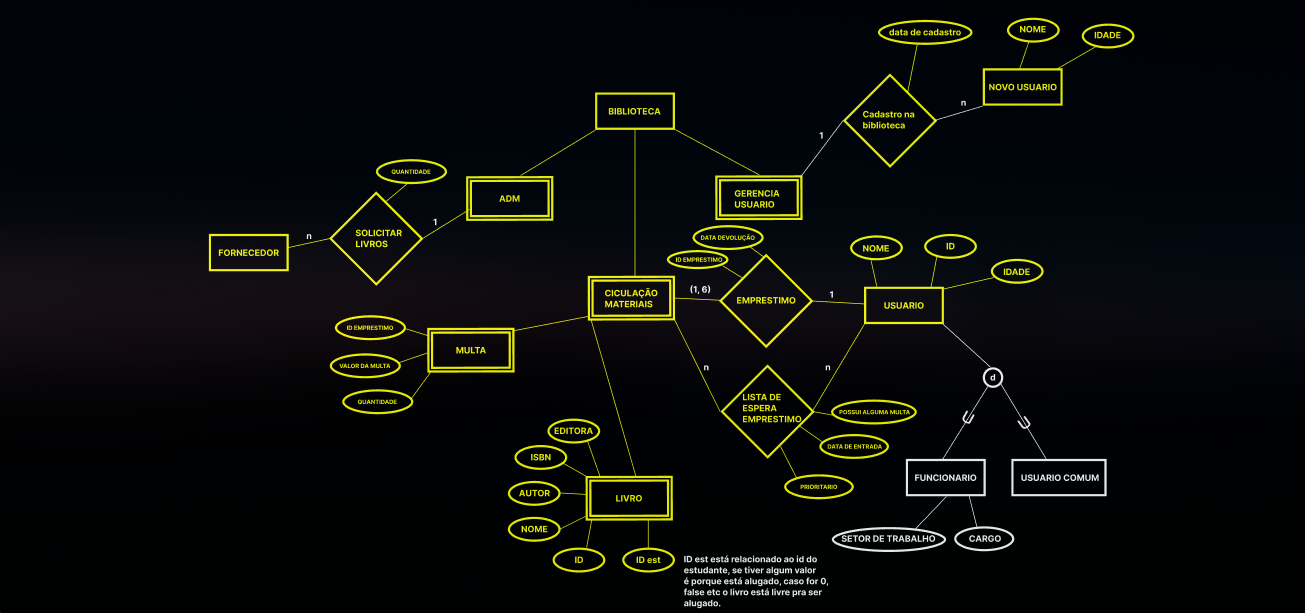 data de cadastro
NOME
IDADE
NOVO USUARIO
n
Cadastro na
biblioteca
1
BIBLIOTECA
QUANTIDADE
ADM
GERENCIA
USUARIO
1
SOLICITAR
LIVROS
n
FORNECEDOR
DATA DEVOLUÇÃO
ID EMPRESTIMO
NOME
ID
IDADE
CICULAÇÃO
MATERIAIS
(1, 6)
EMPRESTIMO
1
USUARIO
ID EMPRESTIMO
VALOR DA MULTA
QUANTIDADE
MULTA
n
n
d
LISTA DE
ESPERA
EMPRESTIMO
POSSUI ALGUMA MULTA
DATA DE ENTRADA
PRIORITARIO
EDITORA
ISBN
AUTOR
NOME
ID
ID est
LIVRO
FUNCIONARIO
USUARIO COMUM
SETOR DE TRABALHO
CARGO
ID est está relacionado ao id do
estudante, se tiver algum valor
é porque está alugado, caso for 0,
false etc o livro está livre pra ser
alugado.